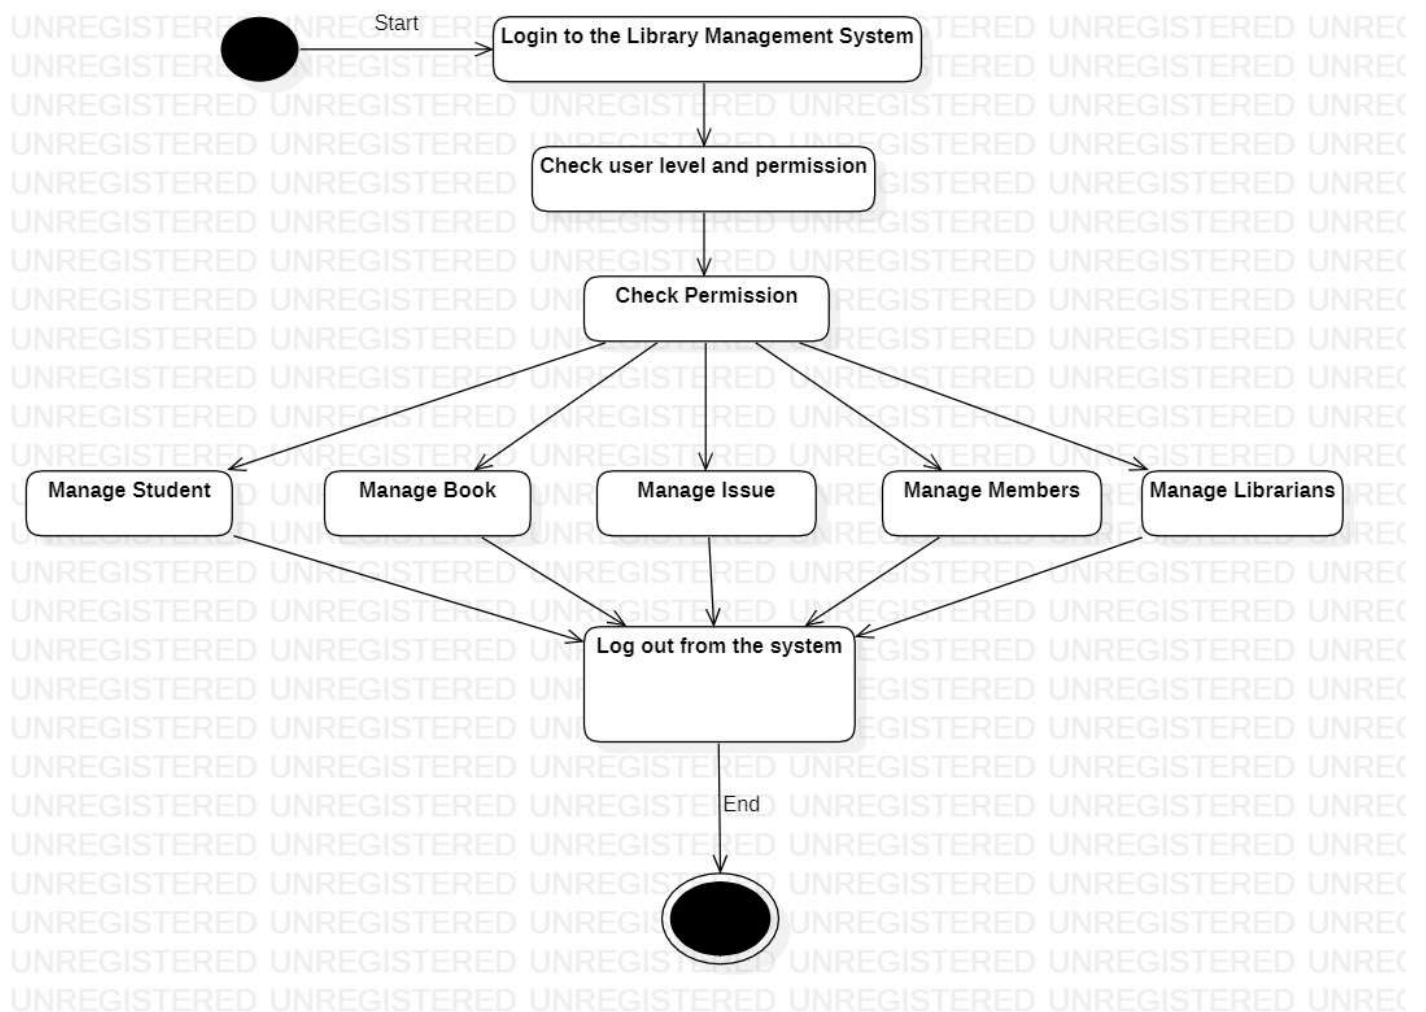 Start
Login to the Library Management System
Check user level and permission
Check Permission
Manage Student
Manage Book
Manage Issue
Manage Members
Manage Librarians
Log out from the system
End
UNREGISTERED